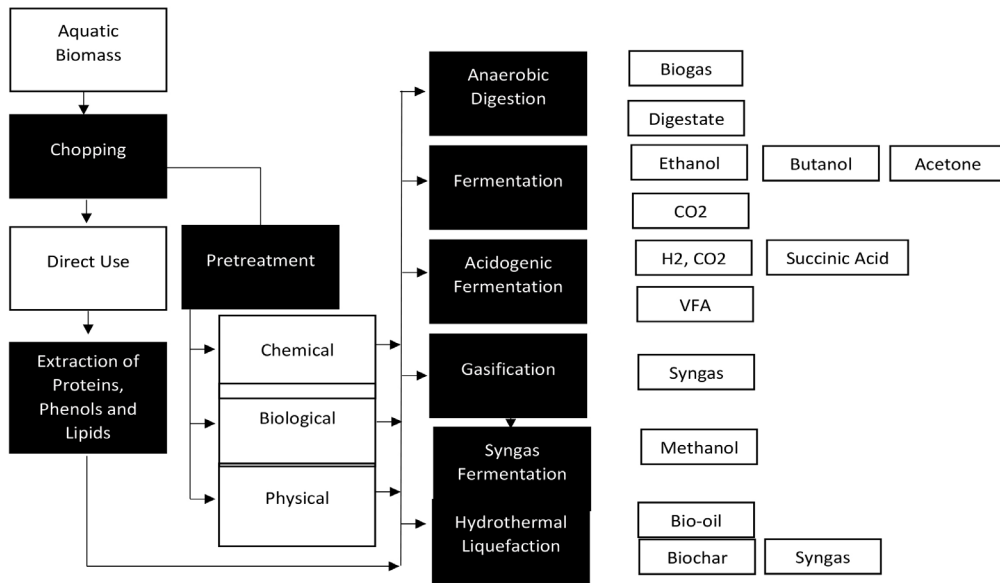 Aquatic
Biomass
Chopping
Direct Use
Extraction of
Proteins,
Phenols and
Lipids
Pretreatment
Chemical
Biological
Physical
Anaerobic
Digestion
Fermentation
Acidogenic
Fermentation
Gasification
Syngas
Fermentation
Hydrothermal
Liquefaction
Biogas
Digestate
Ethanol
Butanol
Acetone
CO2
H2, CO2
Succinic Acid
VFA
Syngas
Methanol
Bio-oil
Biochar
Syngas